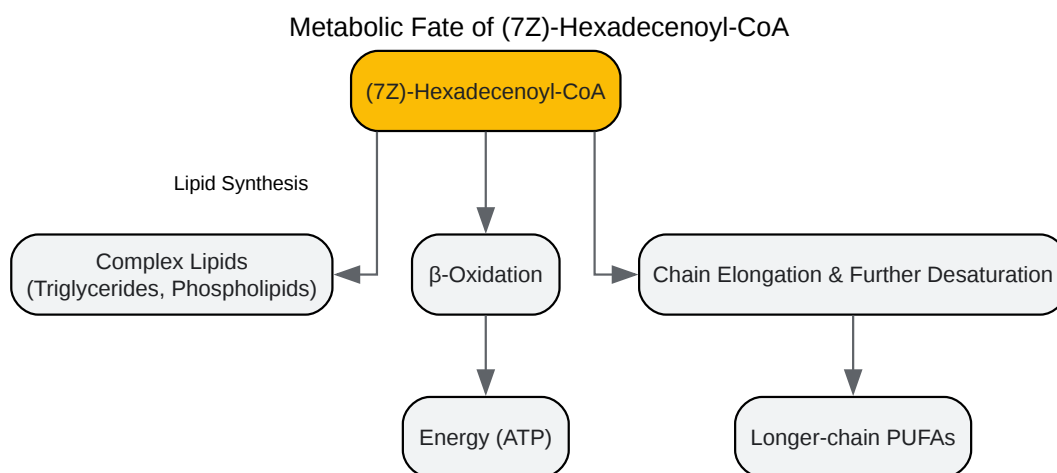 Metabolic Fate of (7Z)-Hexadecenoyl-CoA
(7Z)-Hexadecenoyl-CoA
Lipid Synthesis
Complex Lipids
(Triglycerides, Phospholipids)
β-Oxidation
Chain Elongation & Further Desaturation
Energy (ATP)
Longer-chain PUFAs